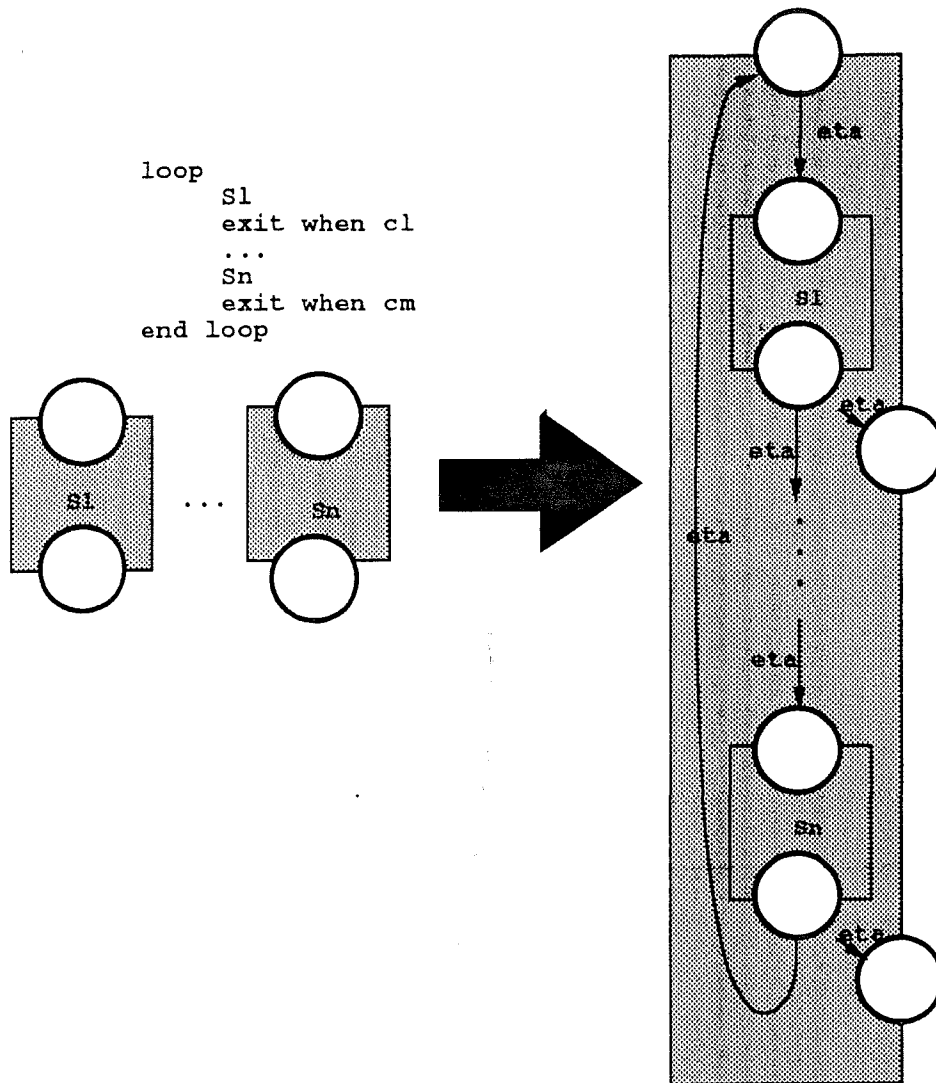 loop
S1
exit when c1
...
Sn
exit when cm
end loop
S1
...
Sn
eta
S1
eta
eta
eta
eta
Sn
eta